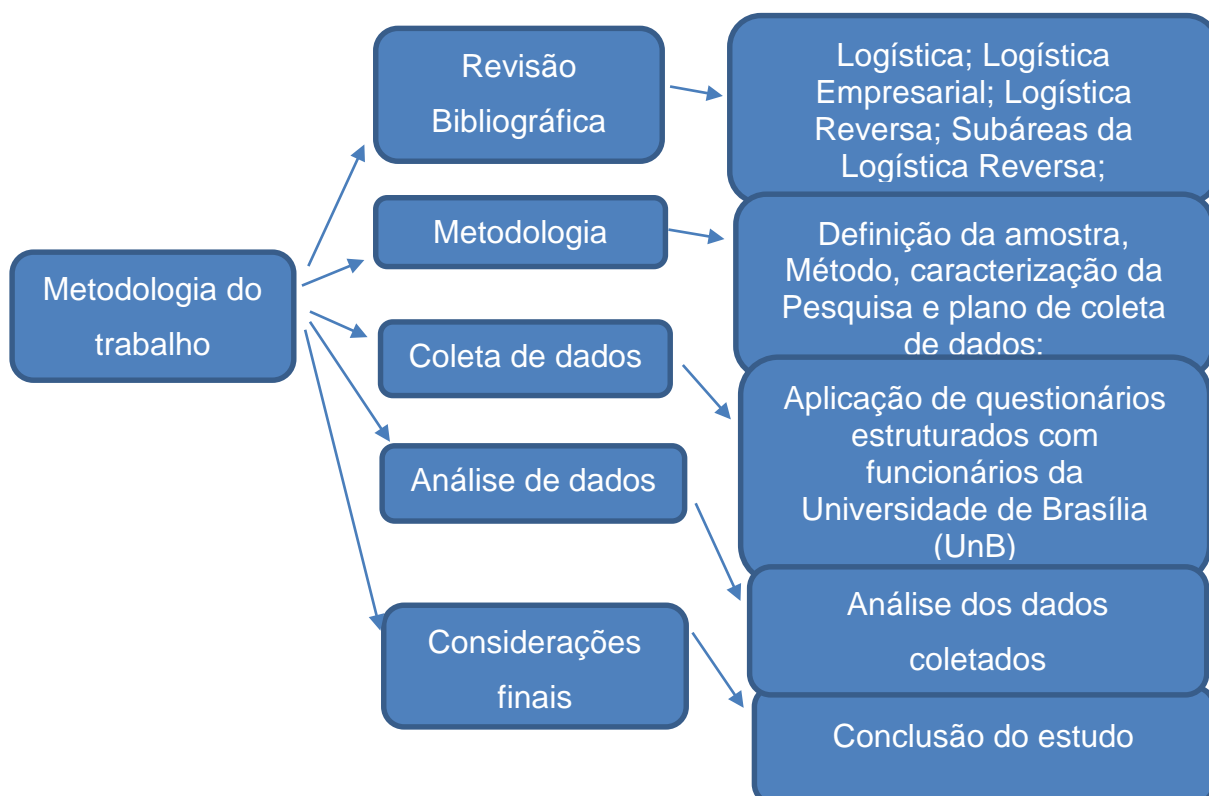 Metodologia do
trabalho
Revisão
Bibliográfica
Logística; Logística
Empresarial; Logística
Reversa; Subáreas da
Logística Reversa;
Metodologia
Definição da amostra,
Método, caracterização da
Pesquisa e plano de coleta
de dados;
Coleta de dados
Aplicação de questionários
estruturados com
funcionários da
Universidade de Brasília
(UnB)
Análise de dados
Análise dos dados
coletados
Considerações
finais
Conclusão do estudo